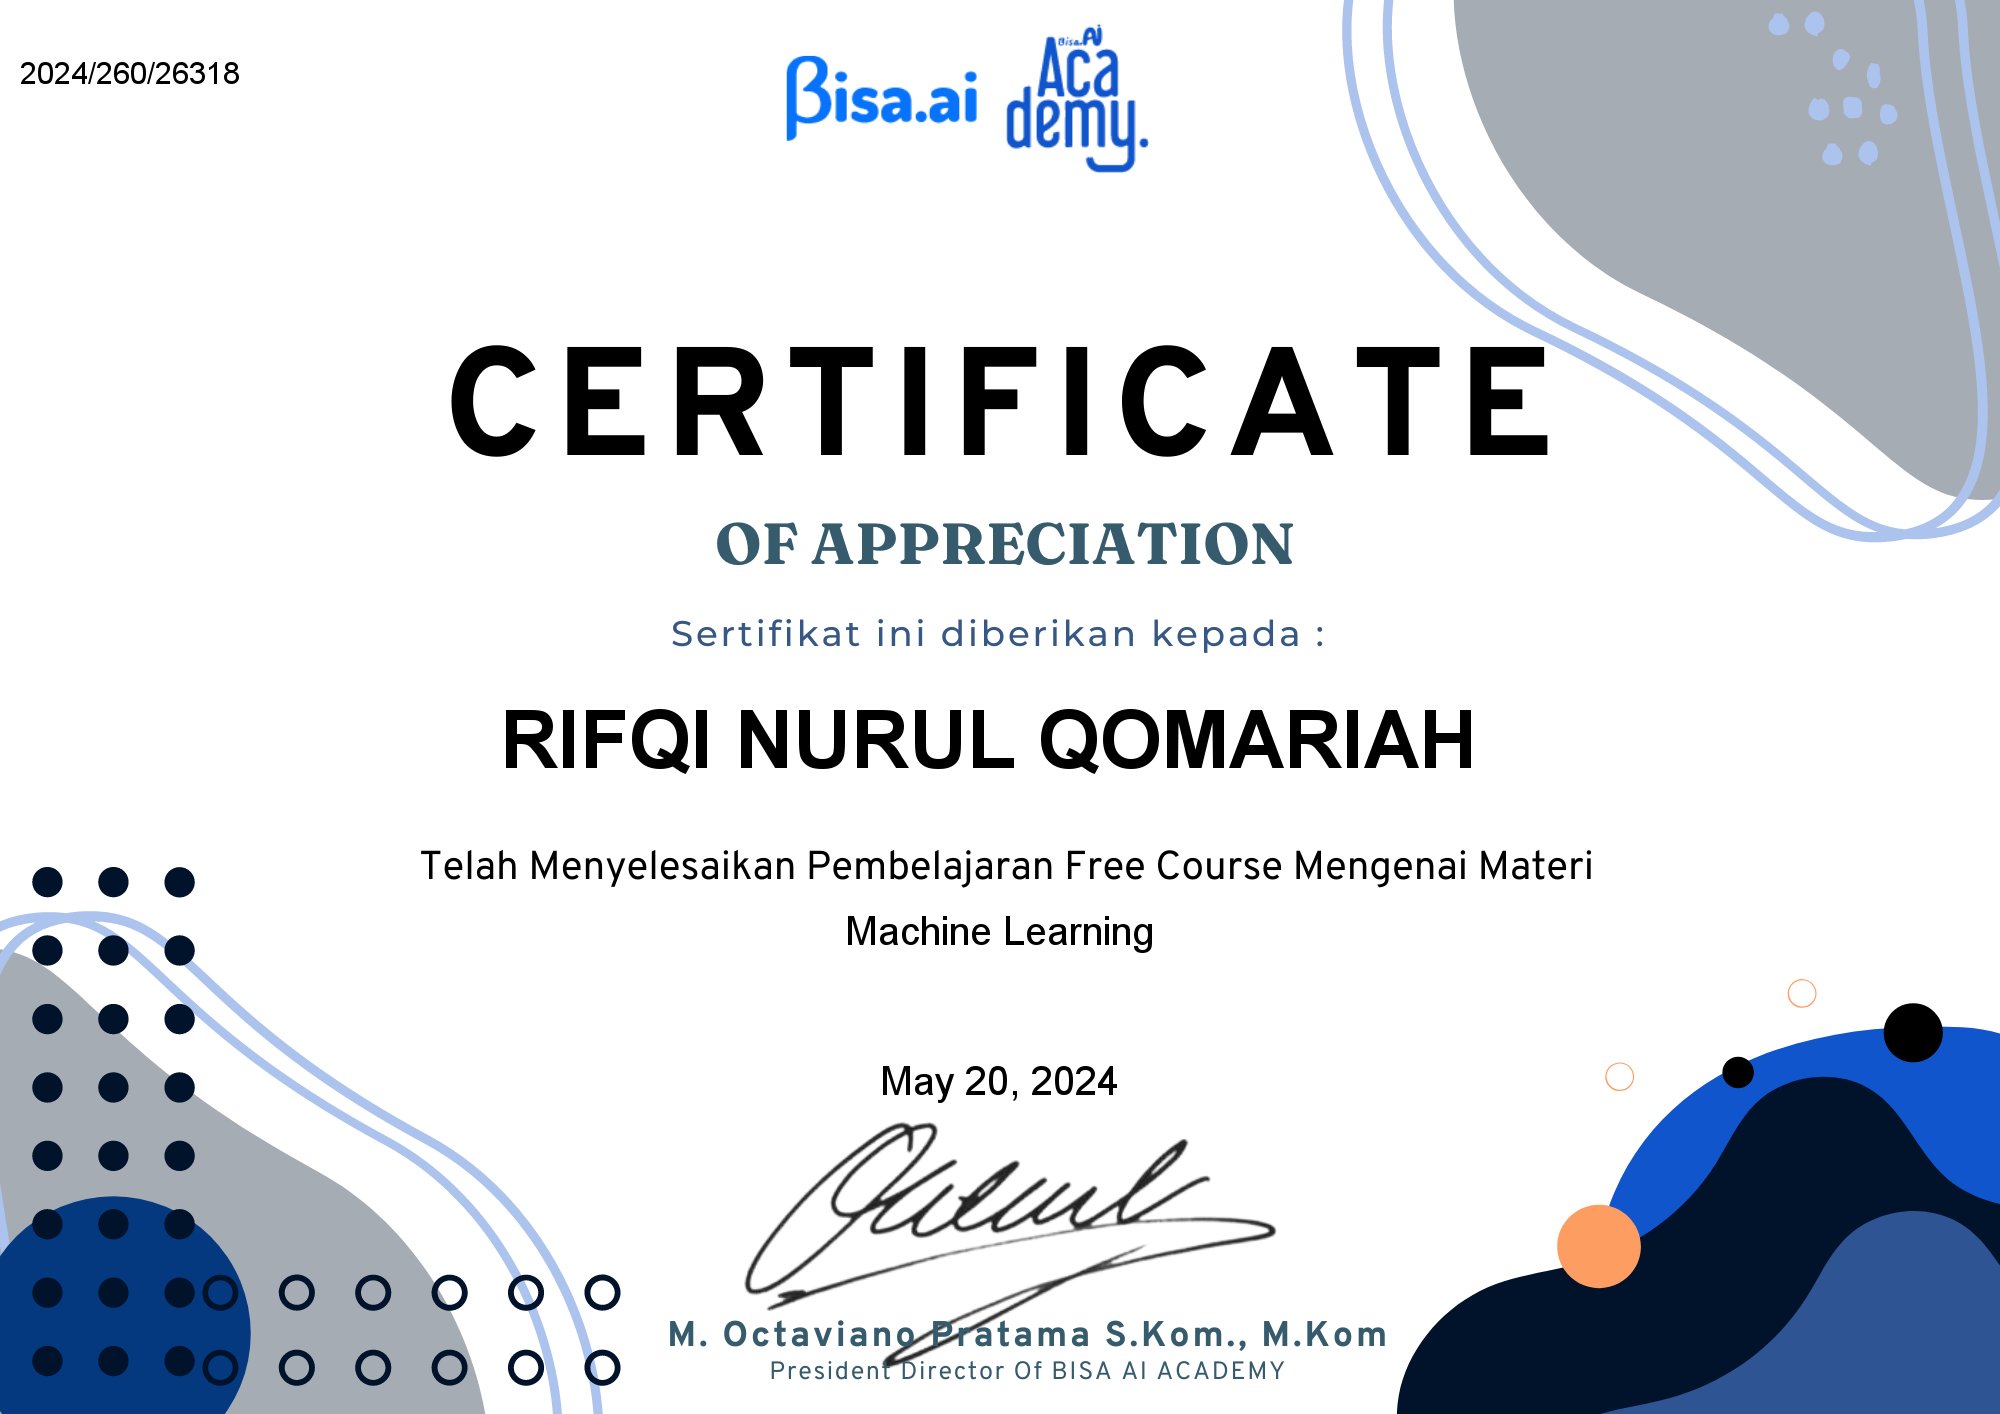 2024/260/26318
Bisa.ai
Bisa.AI
Aca
demy.
CERTIFICATE
OF APPRECIATION
Sertifikat ini diberikan kepada :
RIFQI NURUL QOMARIAH
Telah Menyelesaikan Pembelajaran Free Course Mengenai Materi
Machine Learning
May 20, 2024
M. Octaviano Pratama S.Kom., M.Kom
President Director Of BISA AI ACADEMY